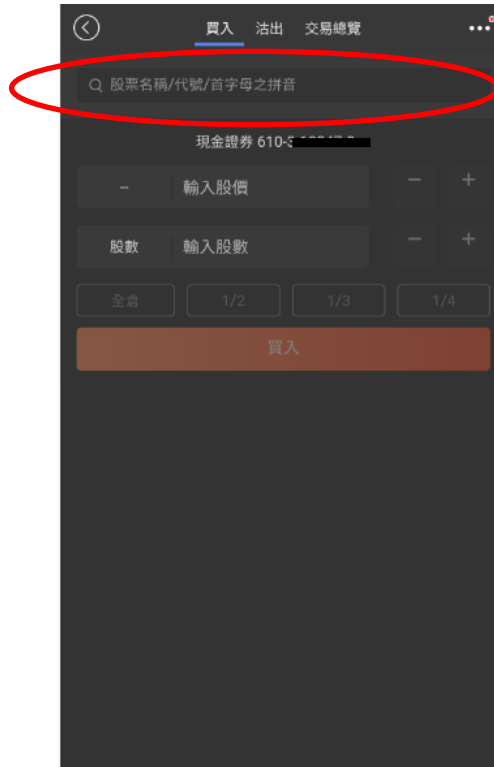 買入 沽出 交易總覽
股票名稱/代號/首字母之拼音
現金證券 610-3
- 輸入股價
股數 輸入股數
全倉 1/2 1/3 1/4
買入